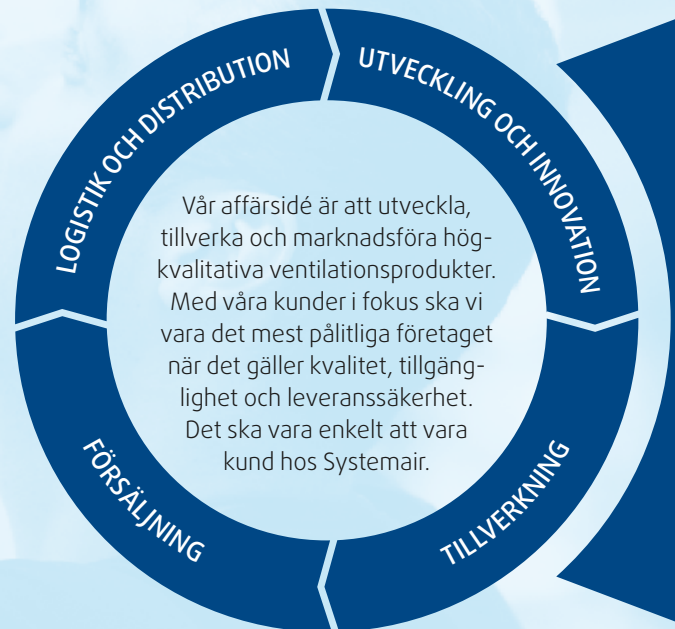 LOGISTIK OCH DISTRIBUTION
UTVECKLING OCH INNOVATION
Vår affärsidé är att utveckla,
tillverka och marknadsföra hög-
kvalitativa ventilationsprodukter.
Med våra kunder i fokus ska vi
vara det mest pålitliga företaget
när det gäller kvalitet, tillgäng-
lighet och leveranssäkerhet.
Det ska vara enkelt att vara
kund hos Systemair.
FÖRSÄLJNING
TILLVERKNING